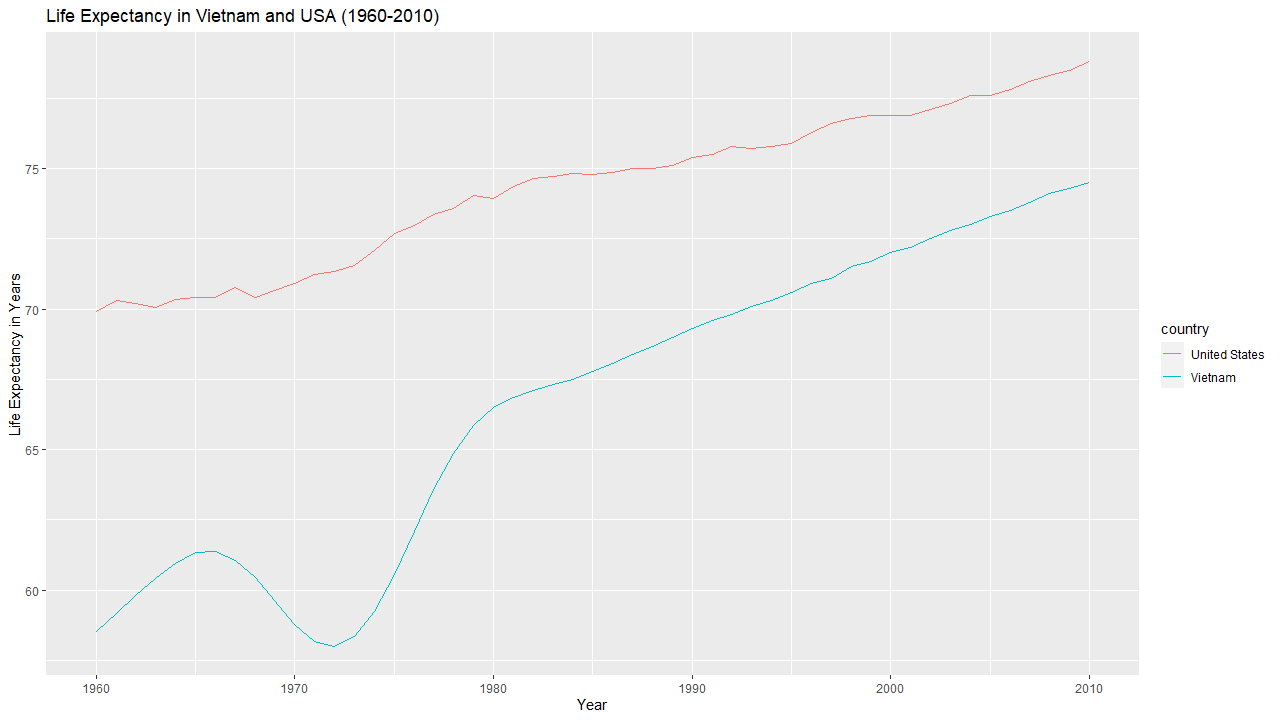 Life Expectancy in Vietnam and USA (1960-2010)
Life Expectancy in Years
75
70
65
60
1960 1970 1980 1990 2000 2010
Year
country
United States
Vietnam